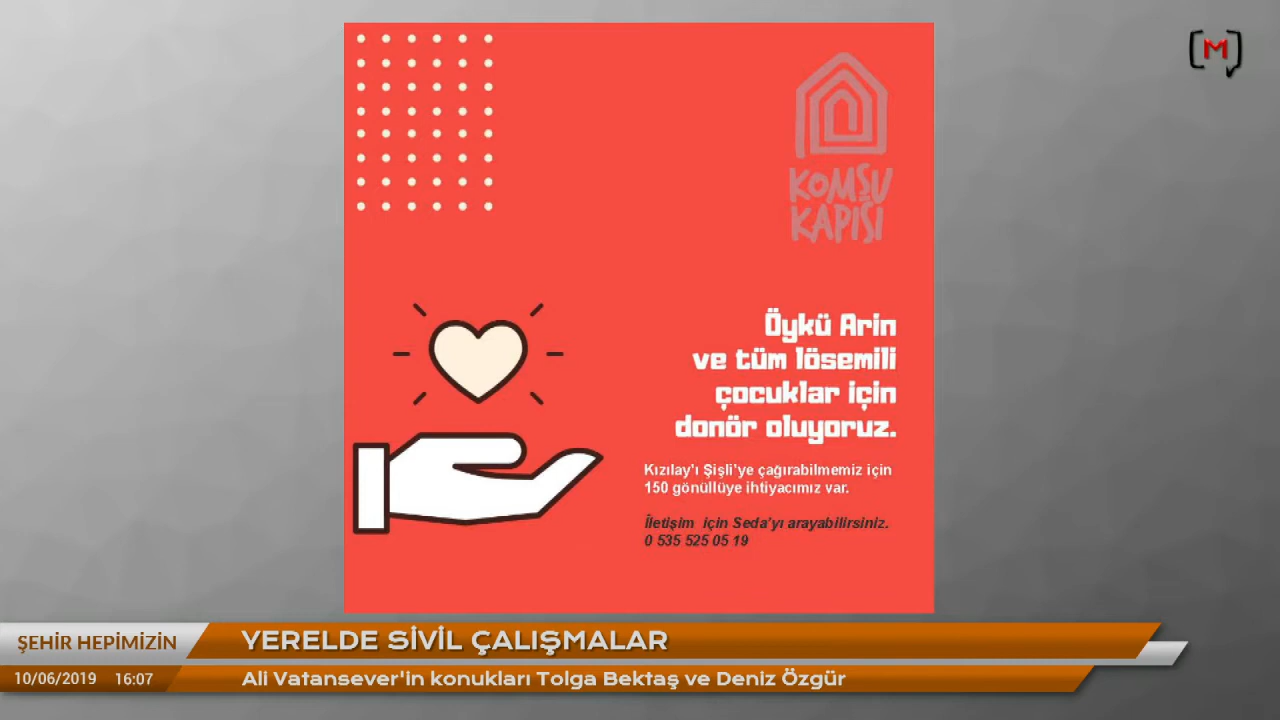 [M]
KOMŞU
KAPISI
Öykü Arin
ve tüm lösemili
çocuklar için
donör oluyoruz.
Kızılay'ı Şişli'ye çağırabilmemiz için
150 gönüllüye ihtiyacımız var.
İletişim için Seda'yı arayabilirsiniz.
0 535 525 05 19
ŞEHİR HEPİMİZİN
YERELDE SİVİL ÇALIŞMALAR
10/06/2019 16:07
Ali Vatansever'in konukları Tolga Bektaş ve Deniz Özgür